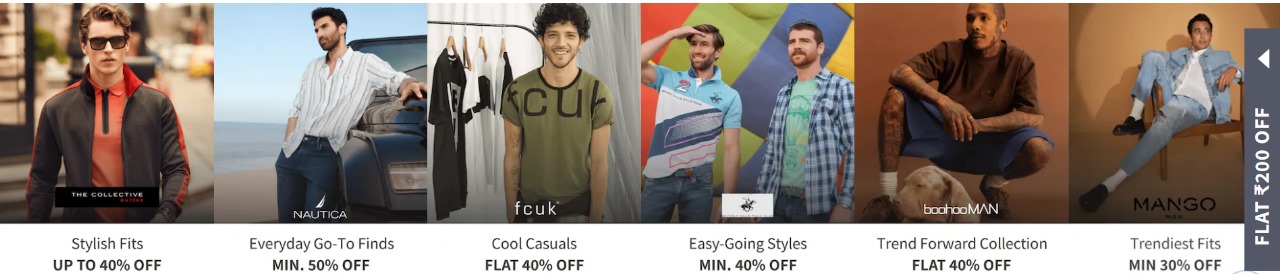 THE COLLECTIVE
outlet
Stylish Fits
UP TO 40% OFF
NAUTICA
Everyday Go-To Finds
MIN. 50% OFF
fcuk
fcuk
Cool Casuals
FLAT 40% OFF
2
Easy-Going Styles
MIN. 40% OFF
boohooMAN
Trend Forward Collection
FLAT 40% OFF
MANGO
MAN
Trendiest Fits
MIN 30% OFF
FLAT ₹200 OFF